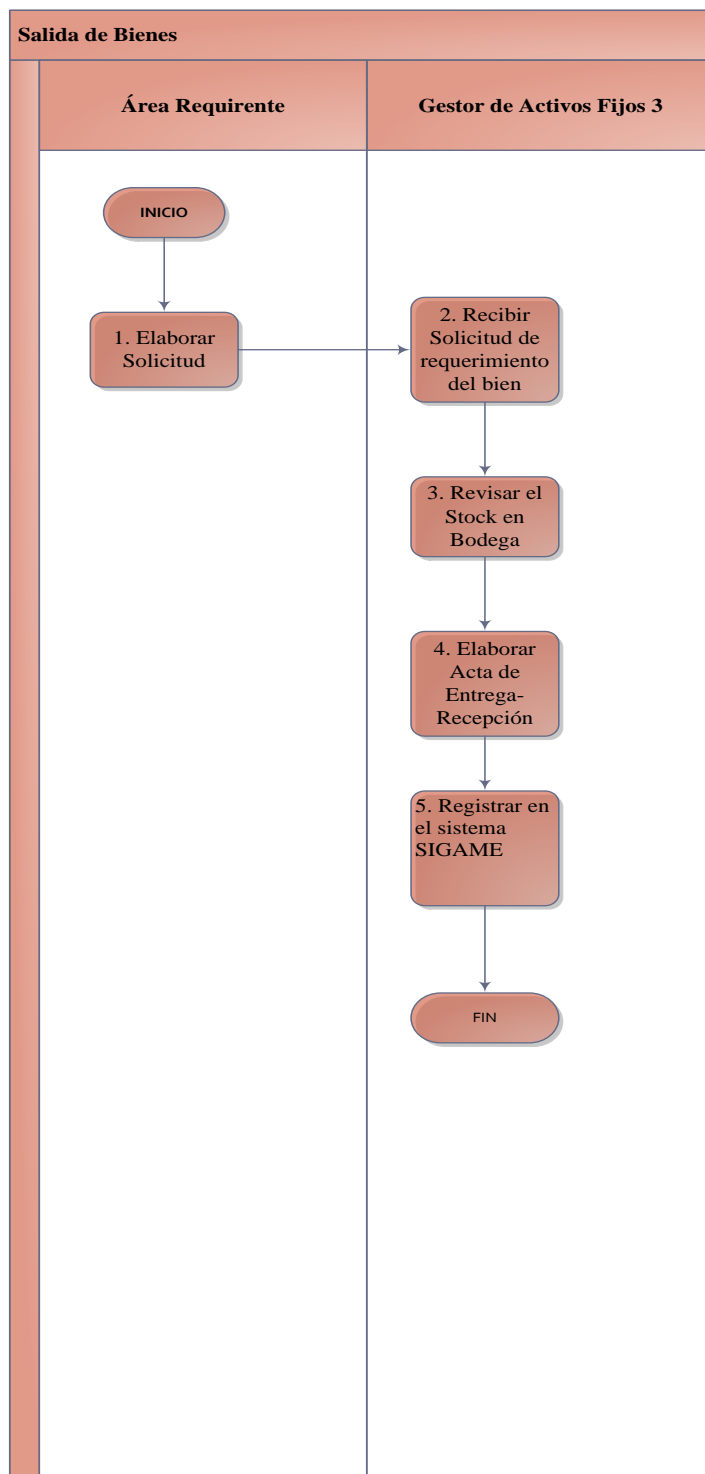 Salida de Bienes
Área Requirente
Gestor de Activos Fijos 3
INICIO
1. Elaborar
Solicitud
2. Recibir
Solicitud de
requerimiento
del bien
3. Revisar el
Stock en
Bodega
4. Elaborar
Acta de
Entrega-
Recepción
5. Registrar en
el sistema
SIGAME
FIN